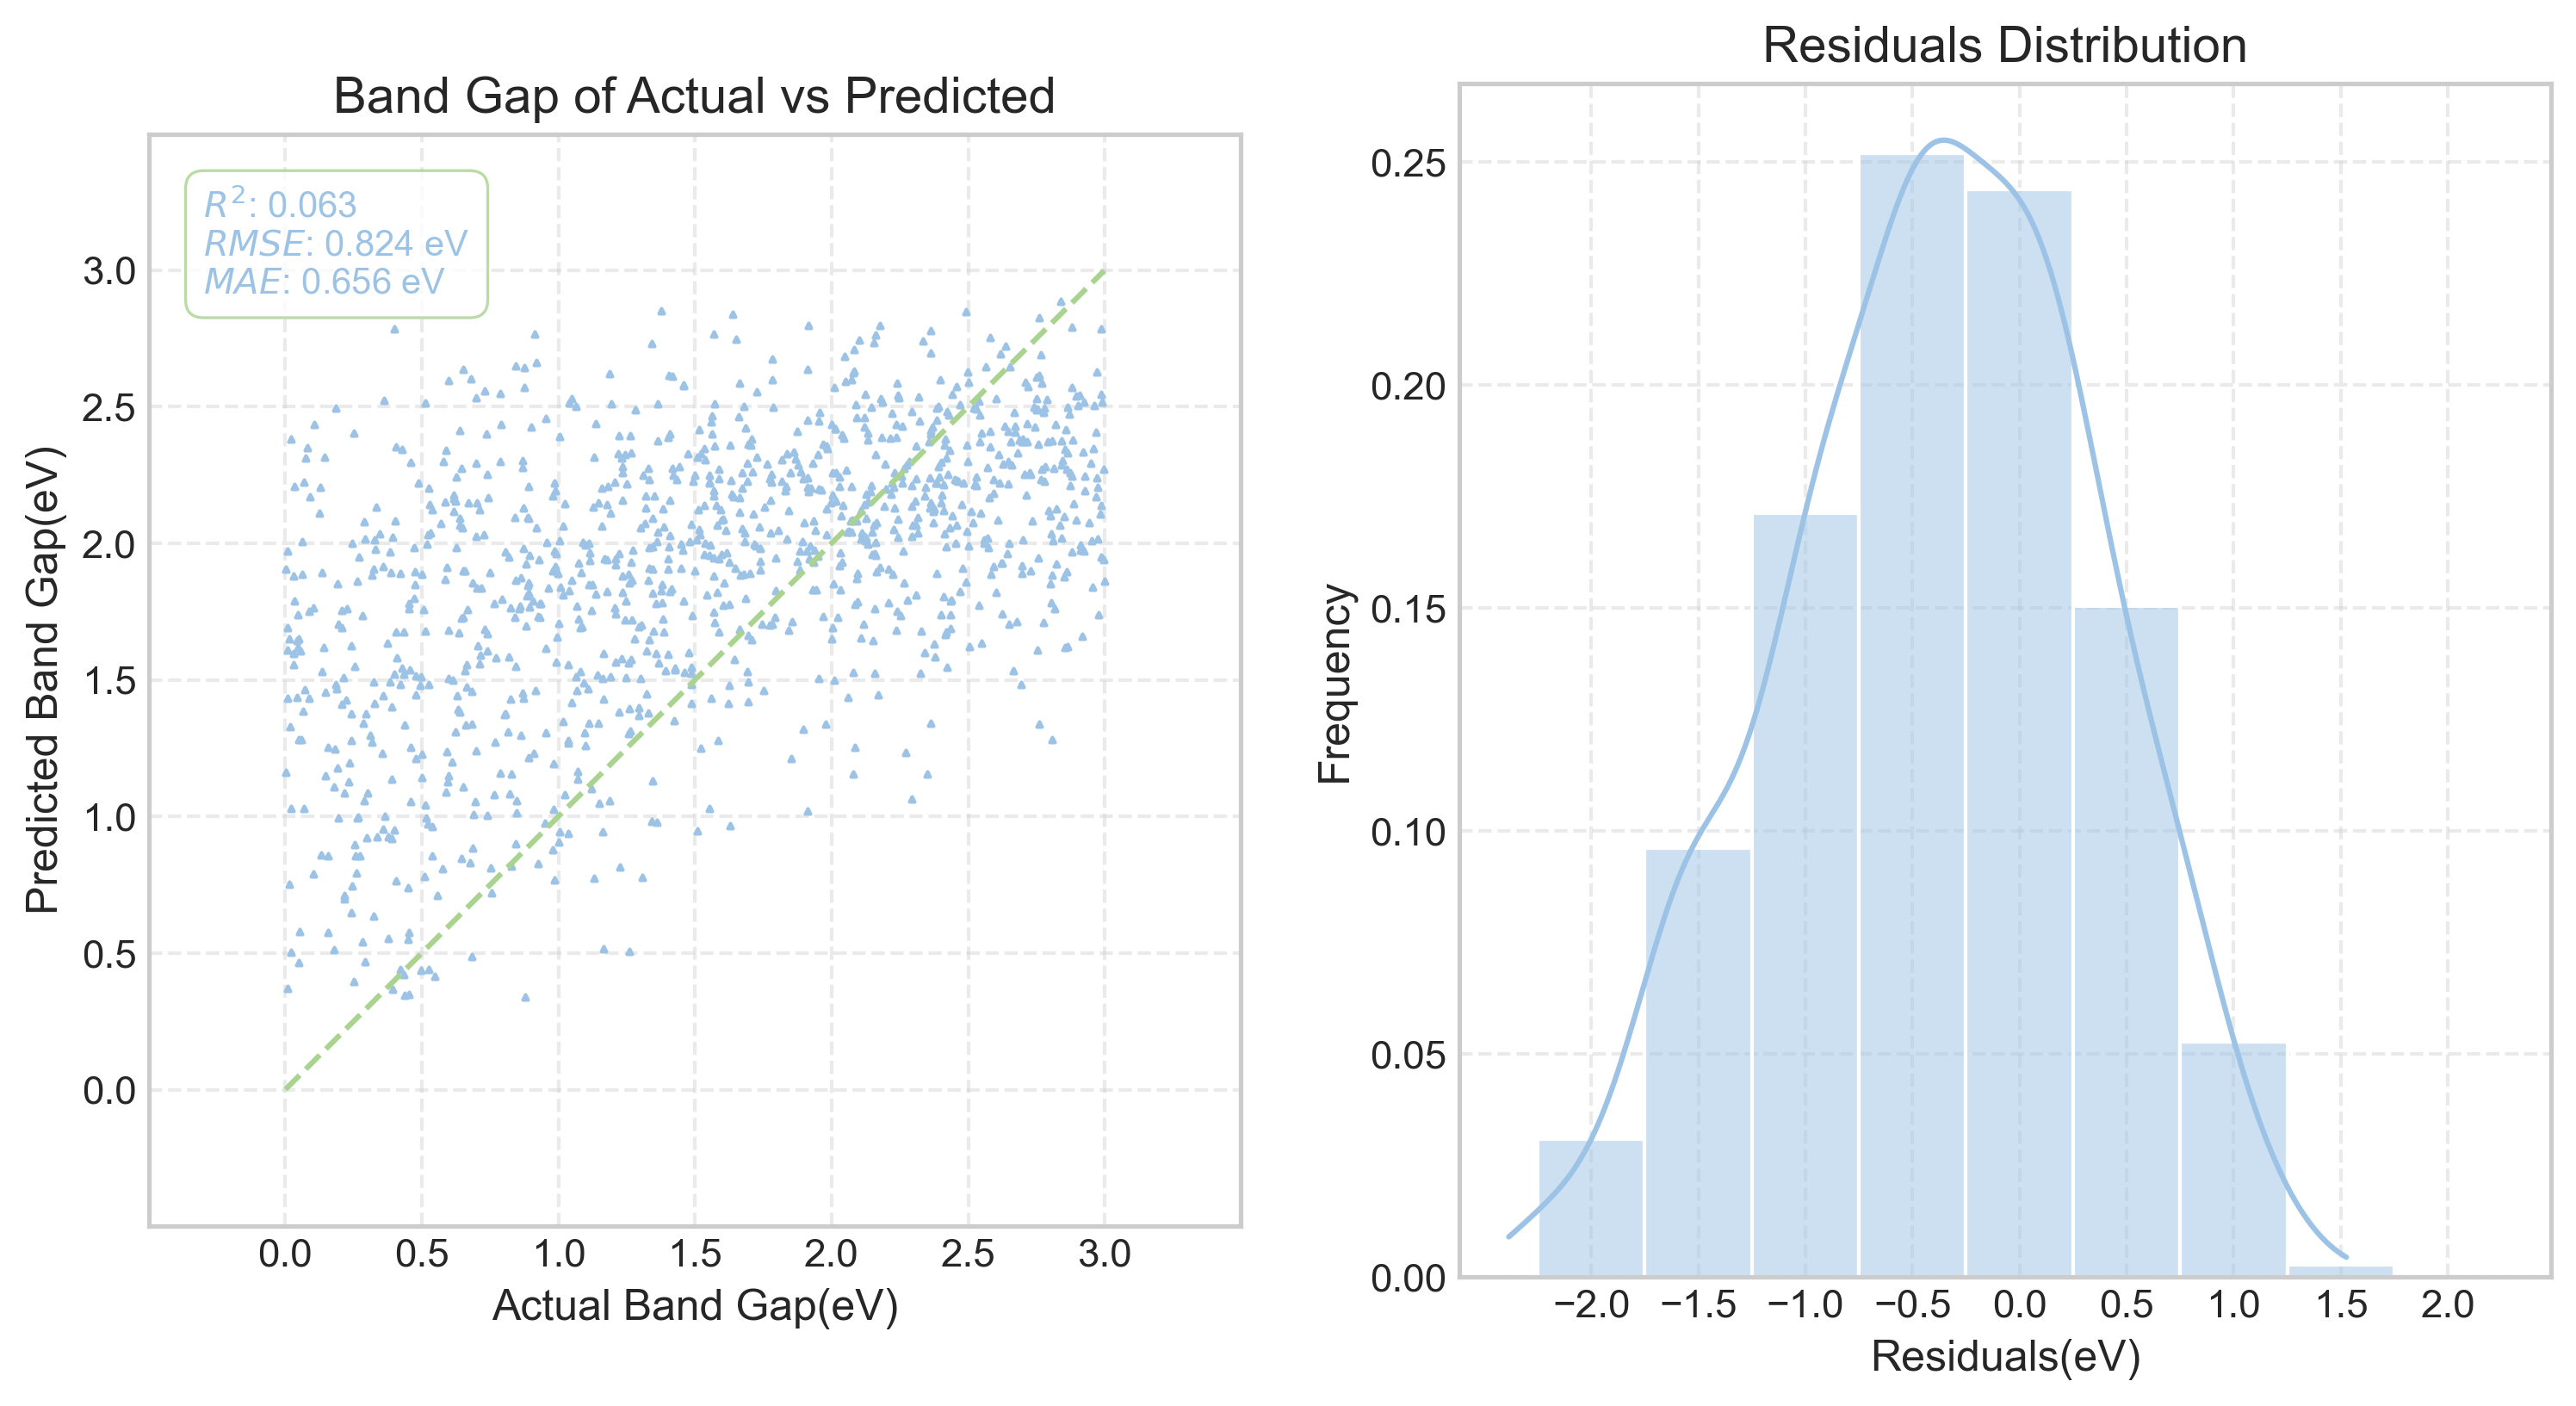 Band Gap of Actual vs Predicted
R²: 0.063
RMSE: 0.824 eV
MAE: 0.656 eV
Predicted Band Gap(eV)
3.0
2.5
2.0
1.5
1.0
0.5
0.0
0.0 0.5 1.0 1.5 2.0 2.5 3.0
Actual Band Gap(eV)
Residuals Distribution
Frequency
0.25
0.20
0.15
0.10
0.05
0.00
−2.0 −1.5 −1.0 −0.5 0.0 0.5 1.0 1.5 2.0
Residuals(eV)